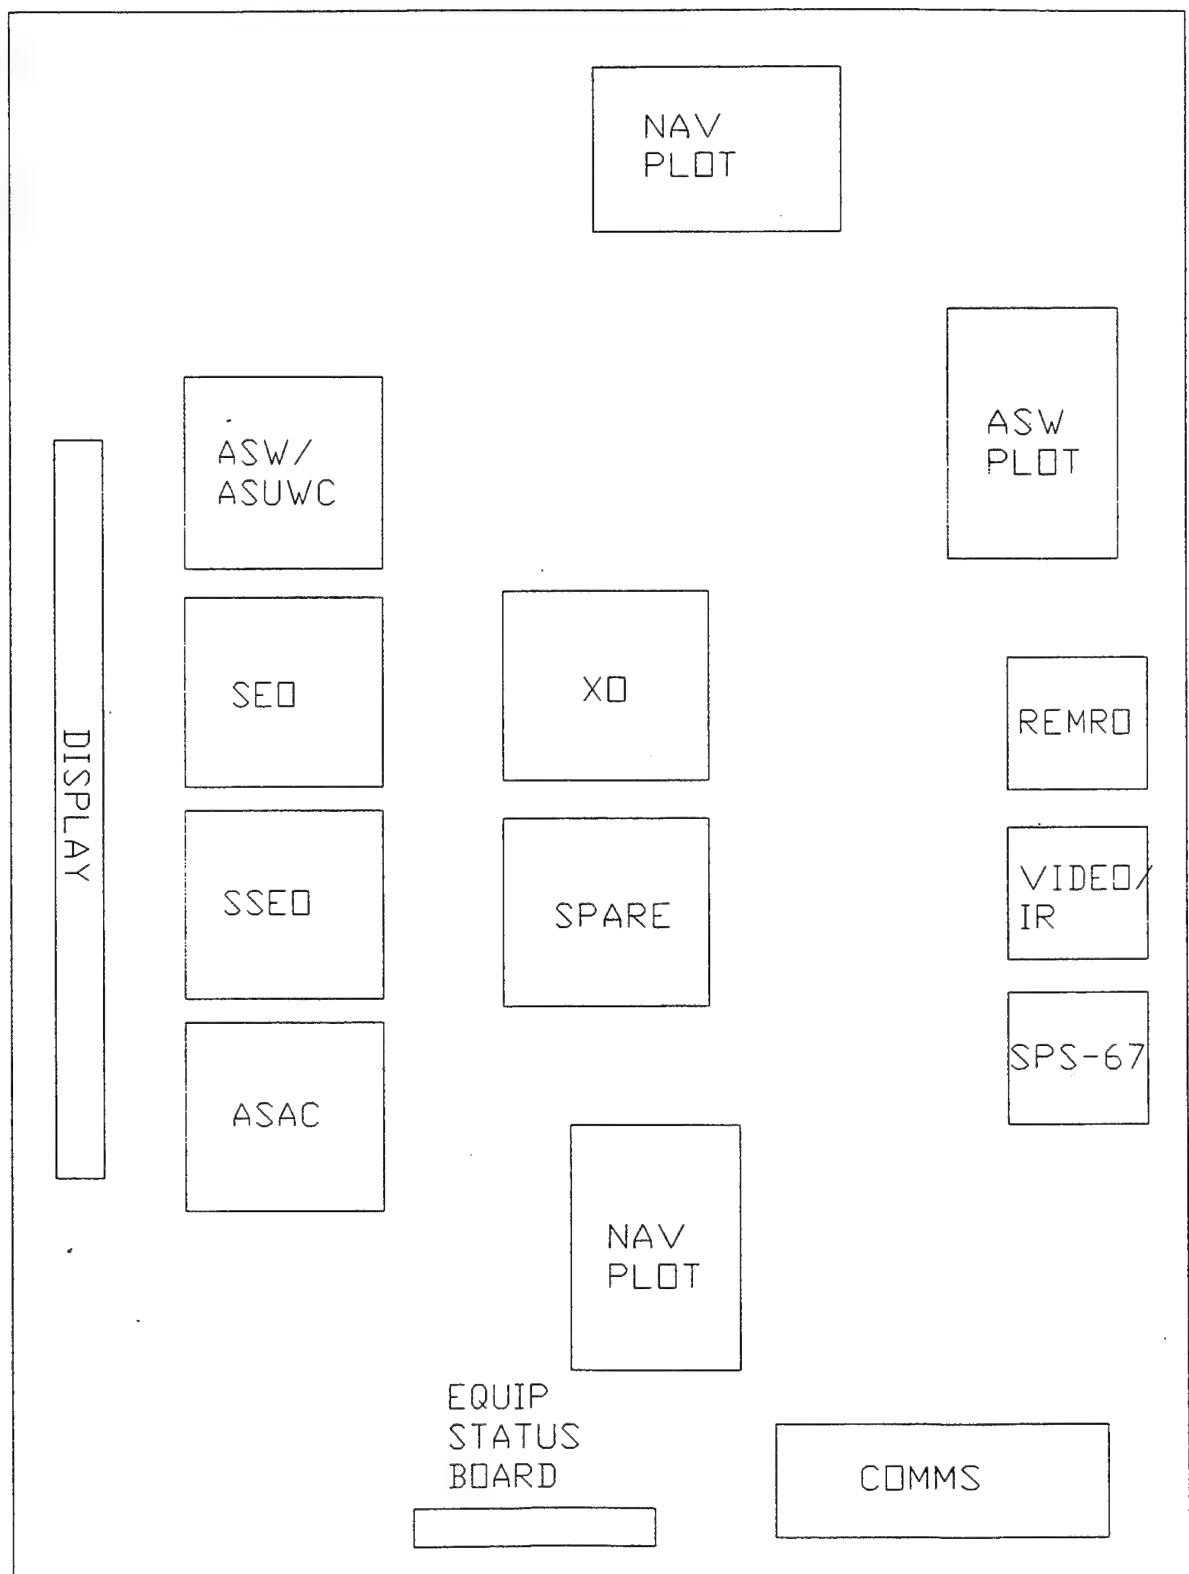 NAV
PLOT
ASW
PLOT
ASW/
ASUWC
SEO
XO
REMRO
DISPLAY
SSEO
SPARE
VIDEO/
IR
SPS-67
ASAC
NAV
PLOT
EQUIP
STATUS
BOARD
COMMS